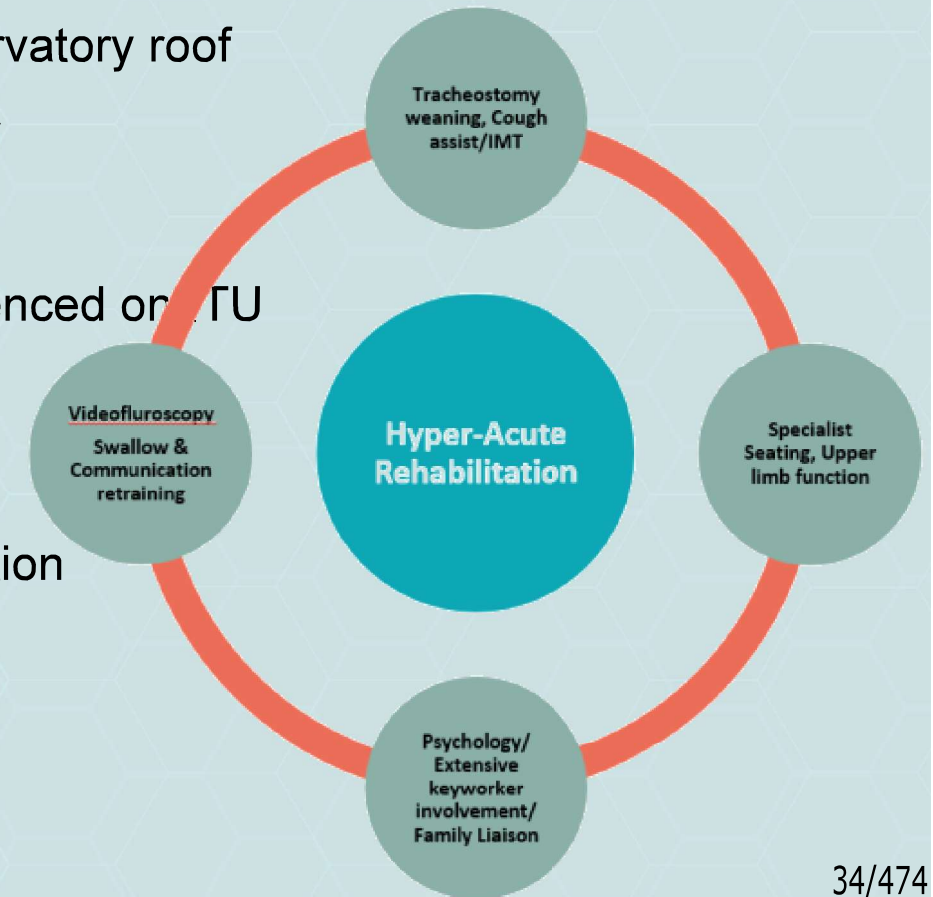 rvatory roof
Tracheostomy
weaning, Cough
assist/IMT
enced on TU
Videofluroscopy
Swallow &
Communication
retraining
Hyper-Acute
Rehabilitation
Specialist
Seating, Upper
limb function
ion
Psychology/
Extensive
keyworker
involvement/
Family Liaison
34/474